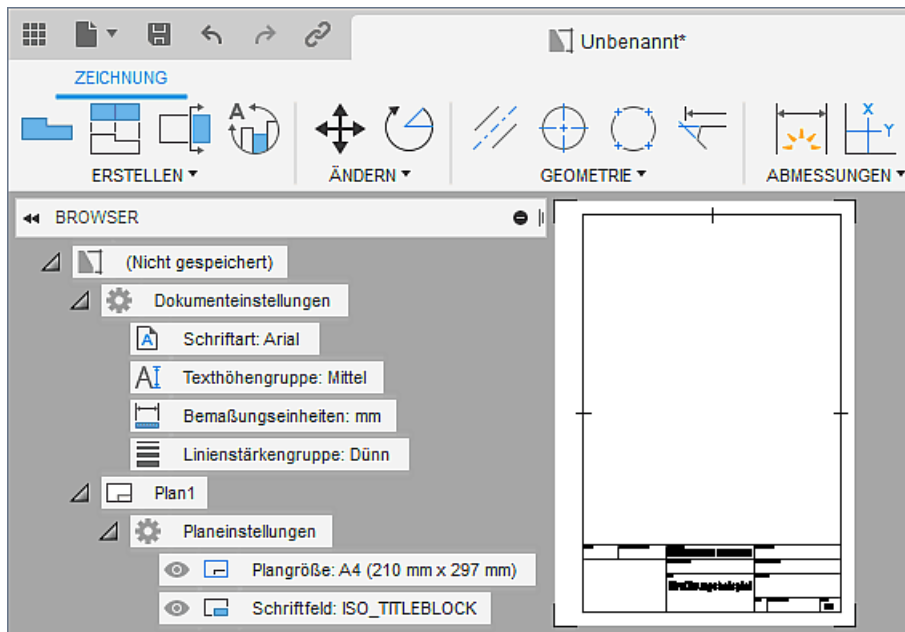 Unbenannt*
ZEICHNUNG
A
X
Y
ERSTELLEN ▼
ÄNDERN ▼
GEOMETRIE ▼
ABMESSUNGEN ▼
BROWSER
(Nicht gespeichert)
Dokumenteinstellungen
A Schriftart: Arial
A Texthöhengruppe: Mittel
Bemaßungseinheiten: mm
Linienstärkengruppe: Dünn
Plan1
Planeinstellungen
Plangröße: A4 (210 mm x 297 mm)
Schriftfeld: ISO_TITLEBLOCK